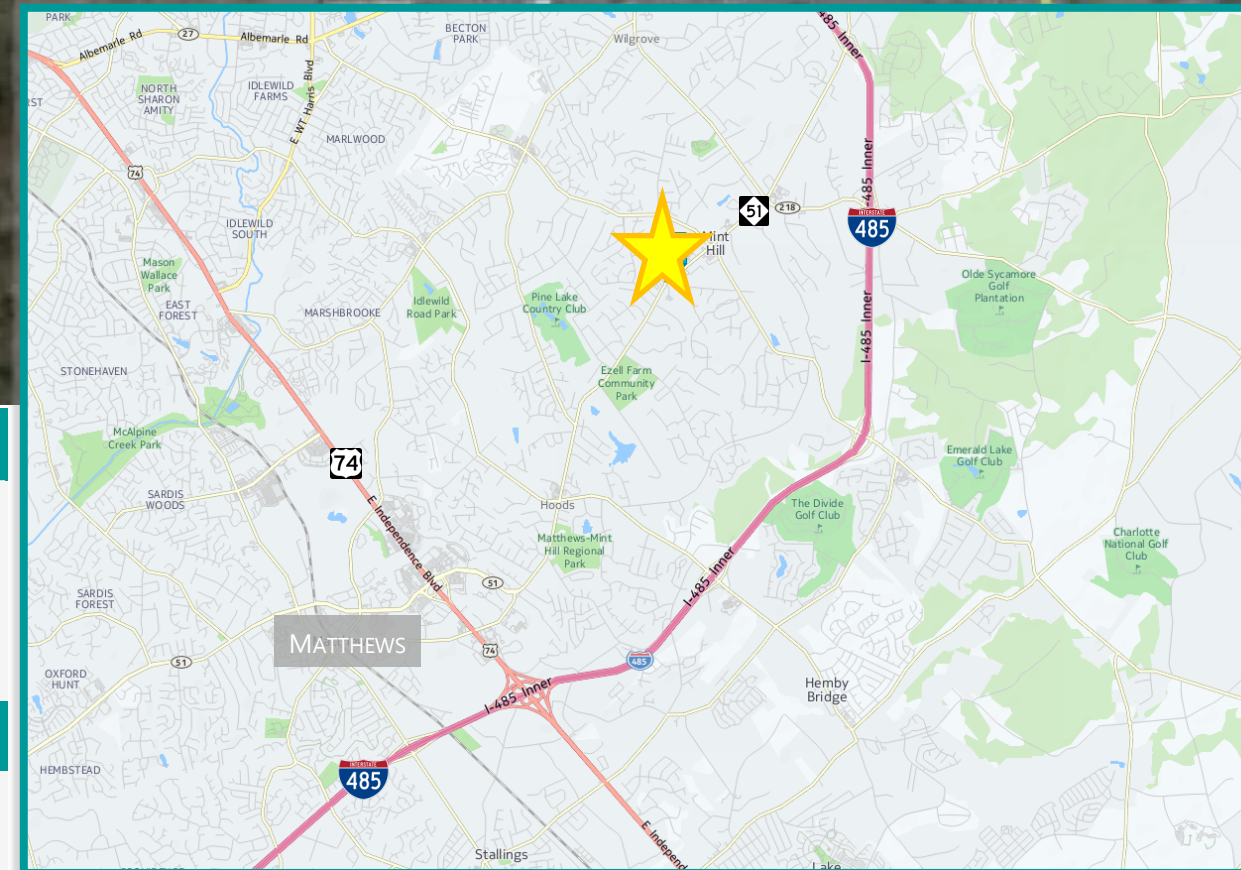 PARK
Albemarle Rd
27
Albemarle Rd
BECTON
PARK
Wilgrove
I-485 Inner
NORTH
SHARON
AMITY
IDLEWILD
FARMS
E WT Harris Blvd
MARLWOOD
74
I-485 Inner
51
218
INTERSTATE
485
IDLEWILD
SOUTH
Mint
Hill
Mason
Wallace
Park
EAST
FOREST
MARSHBROOKE
Idlewild
Road Park
Pine Lake
Country Club
Olde Sycamore
Golf
Plantation
I-485 Inner
STONEHAVEN
Ezell Farm
Community
Park
McAlpine
Creek Park
74
Emerald Lake
Golf Club
SARDIS
WOODS
E Independence Blvd
Hoods
The Divide
Golf Club
Matthews-Mint
Hill Regional
Park
Charlotte
National Golf
Club
I-485 Inner
51
SARDIS
FOREST
MATTHEWS
74
51
485
OXFORD
HUNT
I-485 Inner
Hemby
Bridge
HEMBSTEAD
INTERSTATE
485
E Independ
Stallings
Lake